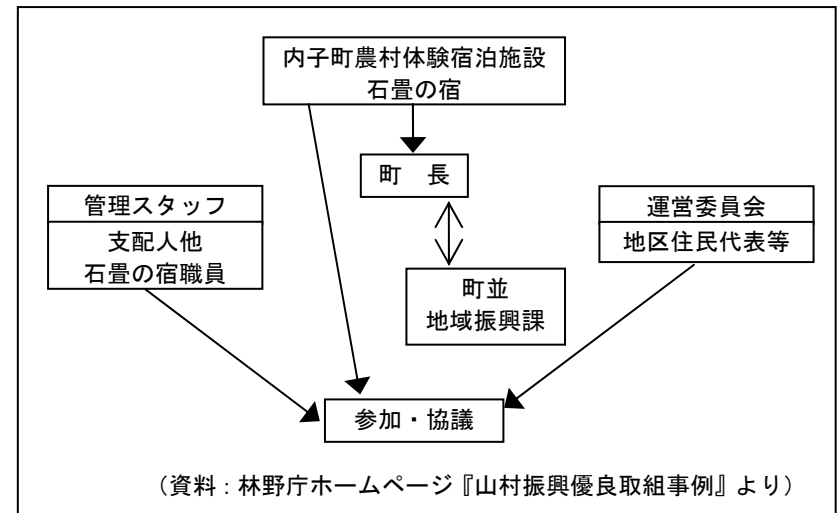 内子町農村体験宿泊施設
石畳の宿
町　長
管理スタッフ
支配人他
石畳の宿職員
運営委員会
地区住民代表等
町並
地域振興課
参加・協議
（資料：林野庁ホームページ『山村振興優良取組事例』より）